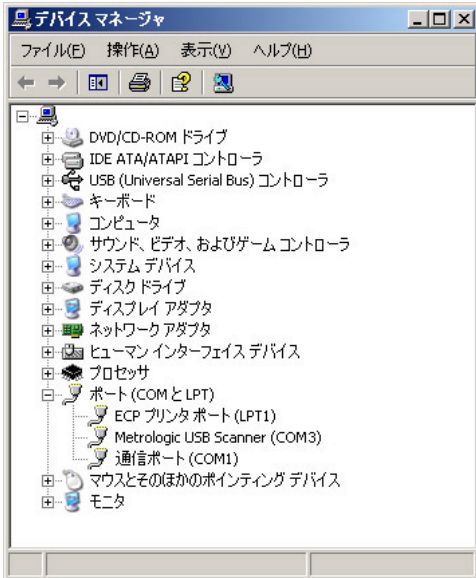 デバイス マネージャ
ファイル(F) 操作(A) 表示(V) ヘルプ(H)
DVD/CD-ROM ドライブ
IDE ATA/ATAPI コントローラ
USB (Universal Serial Bus) コントローラ
キーボード
コンピュータ
サウンド、ビデオ、およびゲーム コントローラ
システム デバイス
ディスク ドライブ
ディスプレイ アダプタ
ネットワーク アダプタ
ヒューマン インターフェイス デバイス
プロセッサ
ポート (COM と LPT)
ECP プリンタ ポート (LPT1)
Metrologic USB Scanner (COM3)
通信ポート (COM1)
マウスとそのほかのポインティング デバイス
モニタ